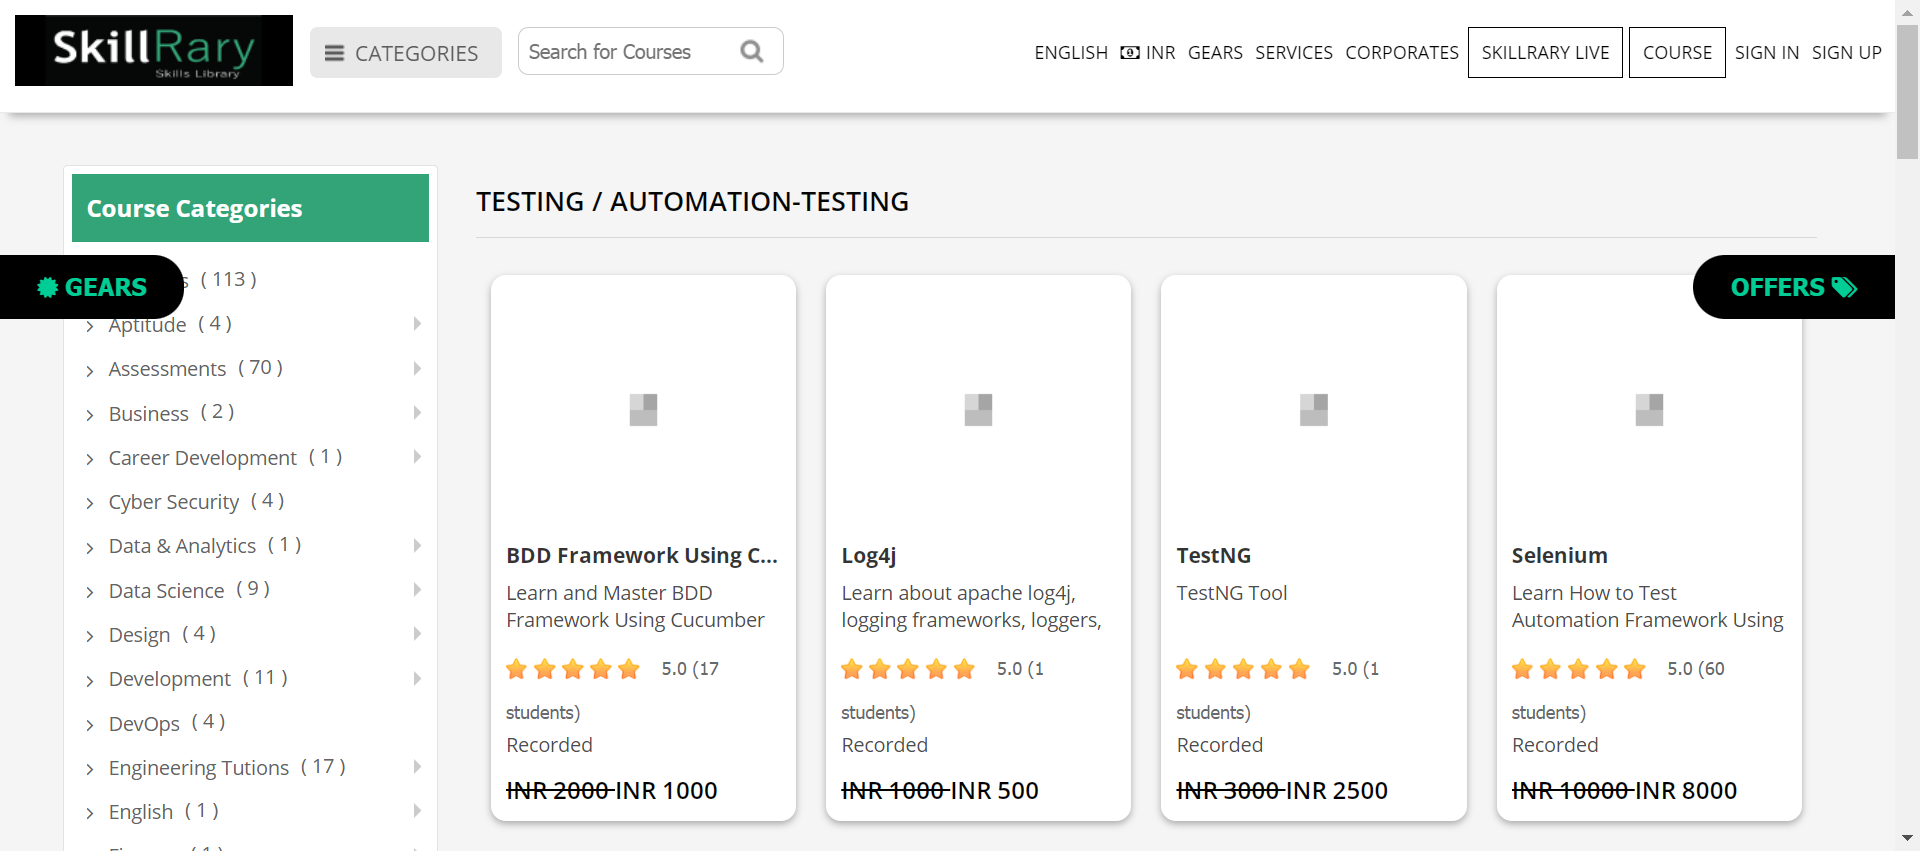 SkillRary
Skills Library
CATEGORIES
Search for Courses
ENGLISH INR GEARS SERVICES CORPORATES SKILLRARY LIVE COURSE SIGN IN SIGN UP
Course Categories
TESTING / AUTOMATION-TESTING
GEARS
OFFERS
( 113 )
Aptitude ( 4 )
Assessments ( 70 )
Business ( 2 )
Career Development ( 1 )
Cyber Security ( 4 )
Data & Analytics ( 1 )
Data Science ( 9 )
Design ( 4 )
Development ( 11 )
DevOps ( 4 )
Engineering Tutions ( 17 )
English ( 1 )
BDD Framework Using C...
Learn and Master BDD
Framework Using Cucumber
5.0 (17
students)
Recorded
INR 2000 INR 1000
Log4j
Learn about apache log4j,
logging frameworks, loggers,
5.0 (1
students)
Recorded
INR 1000 INR 500
TestNG
TestNG Tool
5.0 (1
students)
Recorded
INR 3000 INR 2500
Selenium
Learn How to Test
Automation Framework Using
5.0 (60
students)
Recorded
INR 10000 INR 8000